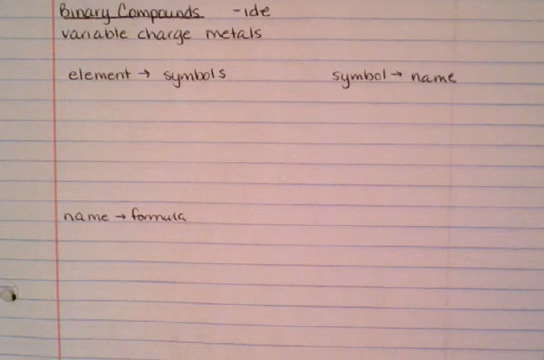 Binary Compounds -ide
variable charge metals
element → symbols symbol → name
name → formula